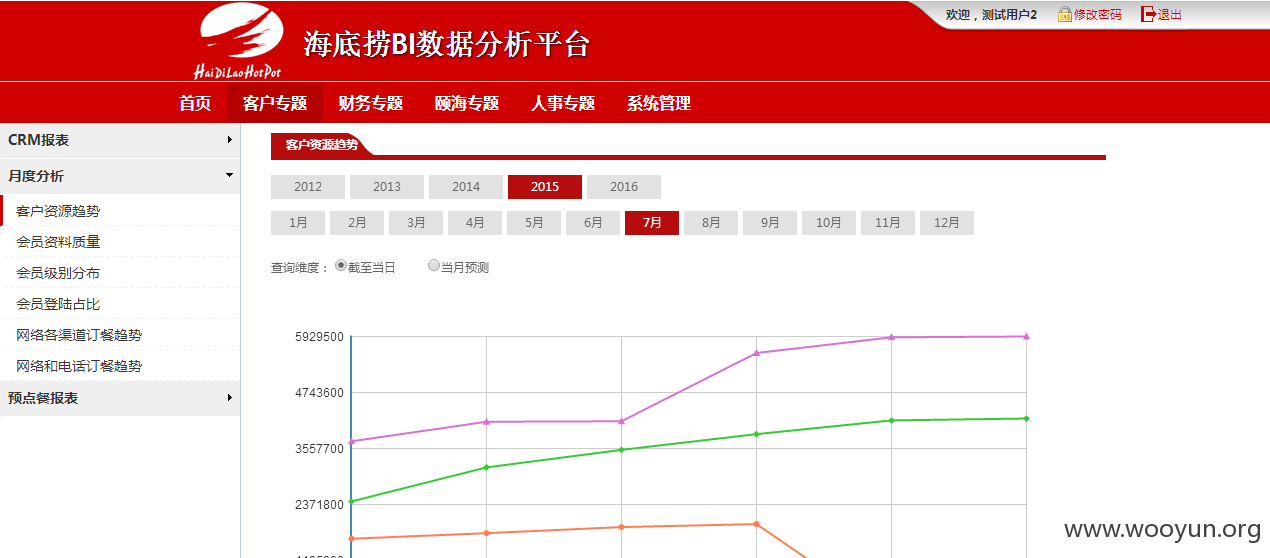 欢迎，测试用户2 修改密码 退出
HaiDiLaoHotPot
海底捞BI数据分析平台
首页 客户专题 财务专题 颐海专题 人事专题 系统管理
CRM报表
月度分析
客户资源趋势
会员资料质量
会员级别分布
会员登陆占比
网络各渠道订餐趋势
网络和电话订餐趋势
预点餐报表
客户资源趋势
2012 2013 2014 2015 2016
1月 2月 3月 4月 5月 6月 7月 8月 9月 10月 11月 12月
查询维度： 截至当日 当月预测
5929500
4743600
3557700
2371800
www.wooyun.org